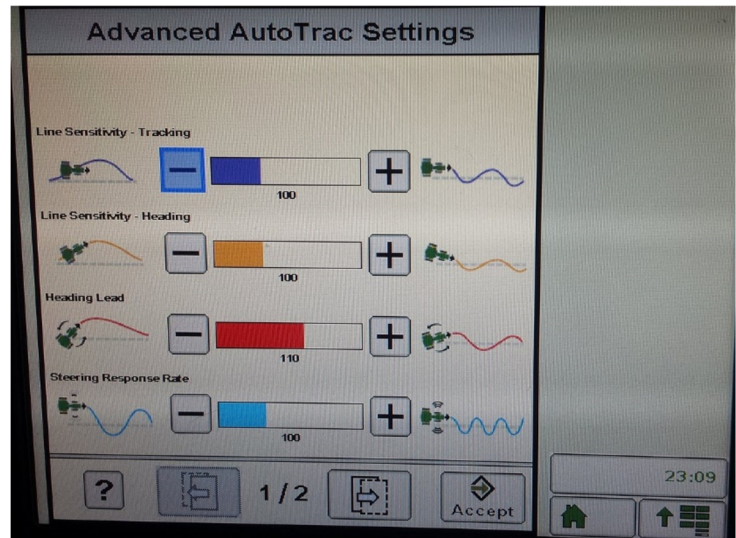 Advanced AutoTrac Settings
Line Sensitivity - Tracking
100
Line Sensitivity - Heading
100
Heading Lead
110
Steering Response Rate
100
?
1/2
Accept
23:09